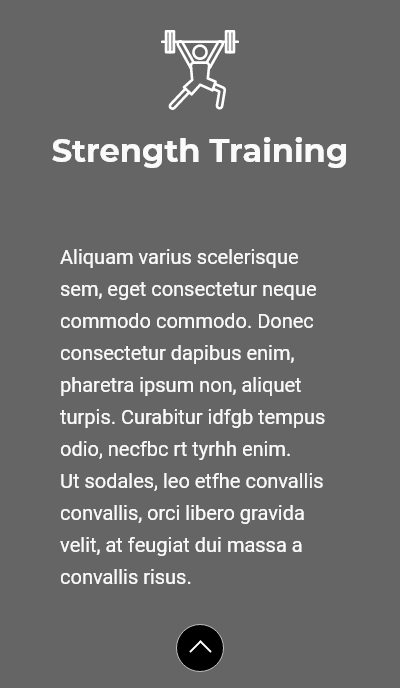 Strength Training
Aliquam varius scelerisque
sem, eget consectetur neque
commodo commodo. Donec
consectetur dapibus enim,
pharetra ipsum non, aliquet
turpis. Curabitur idfgb tempus
odio, necfbc rt tyrhh enim.
Ut sodales, leo etfhe convallis
convallis, orci libero gravida
velit, at feugiat dui massa a
convallis risus.